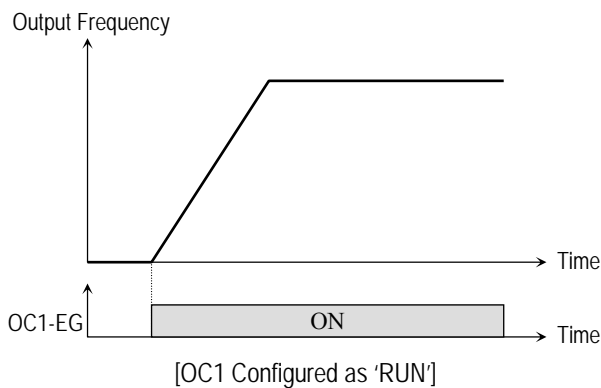 Output Frequency
Time
OC1-EG
ON
Time
[OC1 Configured as ‘RUN’]